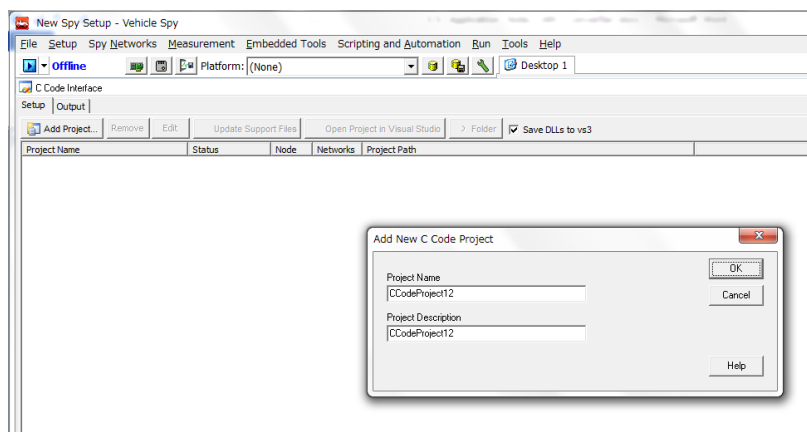 New Spy Setup - Vehicle Spy
File Setup Spy Networks Measurement Embedded Tools Scripting and Automation Run Tools Help
Offline Platform: (None) Desktop 1
C Code Interface
Setup Output
Add Project... Remove Edit Update Support Files Open Project in Visual Studio > Folder Save DLLs to vs3
Project Name Status Node Networks Project Path
Add New C Code Project
OK
Project Name
CCodeProject12
Cancel
Project Description
CCodeProject12
Help